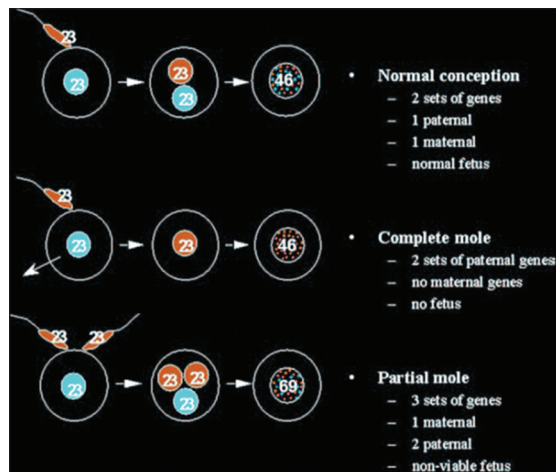 23
23
23
23
46
• Normal conception
– 2 sets of genes
– 1 paternal
– 1 maternal
– normal fetus
23
23
23
46
• Complete mole
– 2 sets of paternal genes
– no maternal genes
– no fetus
23 23
23
23 23
23
69
• Partial mole
– 3 sets of genes
– 1 maternal
– 2 paternal
– non-viable fetus